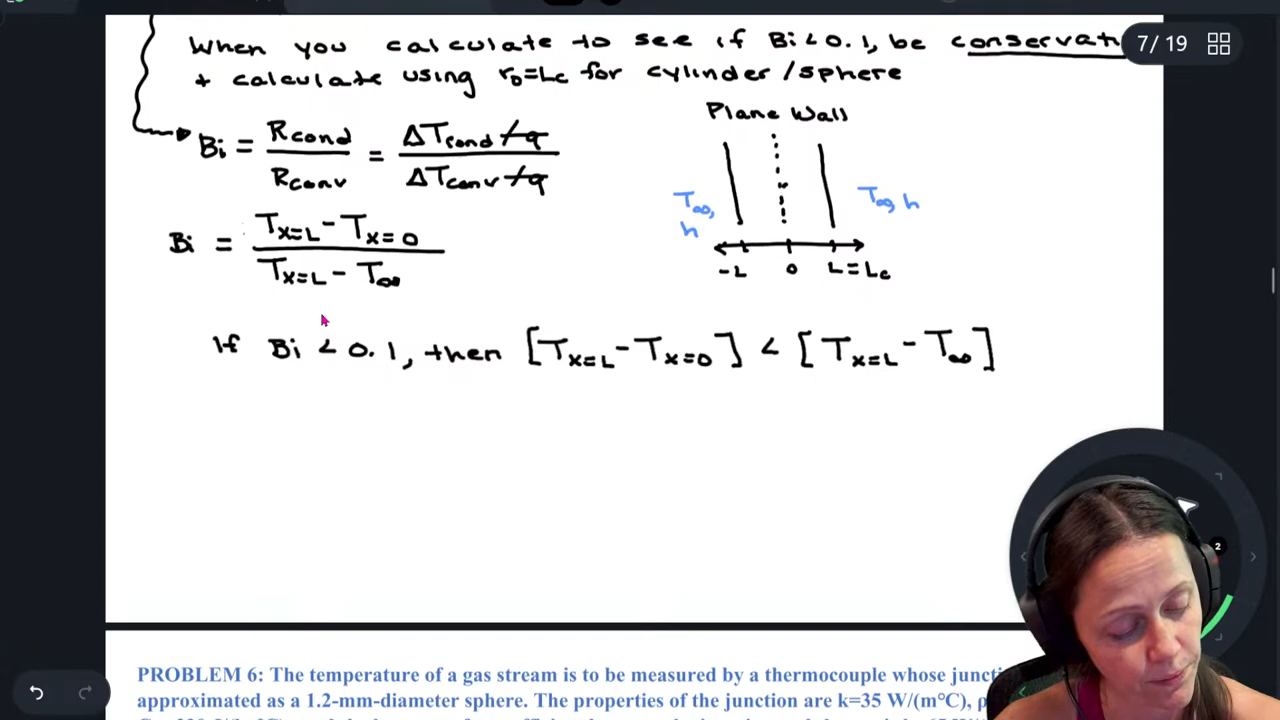 When you calculate to see if Bi < 0.1, be
7 / 19
+ calculate using r₀=Lc for cylinder/sphere
Plane Wall
Bi = Rcond / Rconv = ΔTcond/q / ΔTconv/q
T∞, h
T∞, h
Bi = Tx=L - Tx=0 / Tx=L - T∞
-L 0 L=Lc
If Bi < 0.1, then [Tx=L - Tx=0] < [Tx=L - T∞]
2
PROBLEM 6: The temperature of a gas stream is to be measured by a thermocouple whose
approximated as a 1.2-mm-diameter sphere. The properties of the junction are k=35 W/(m°C),